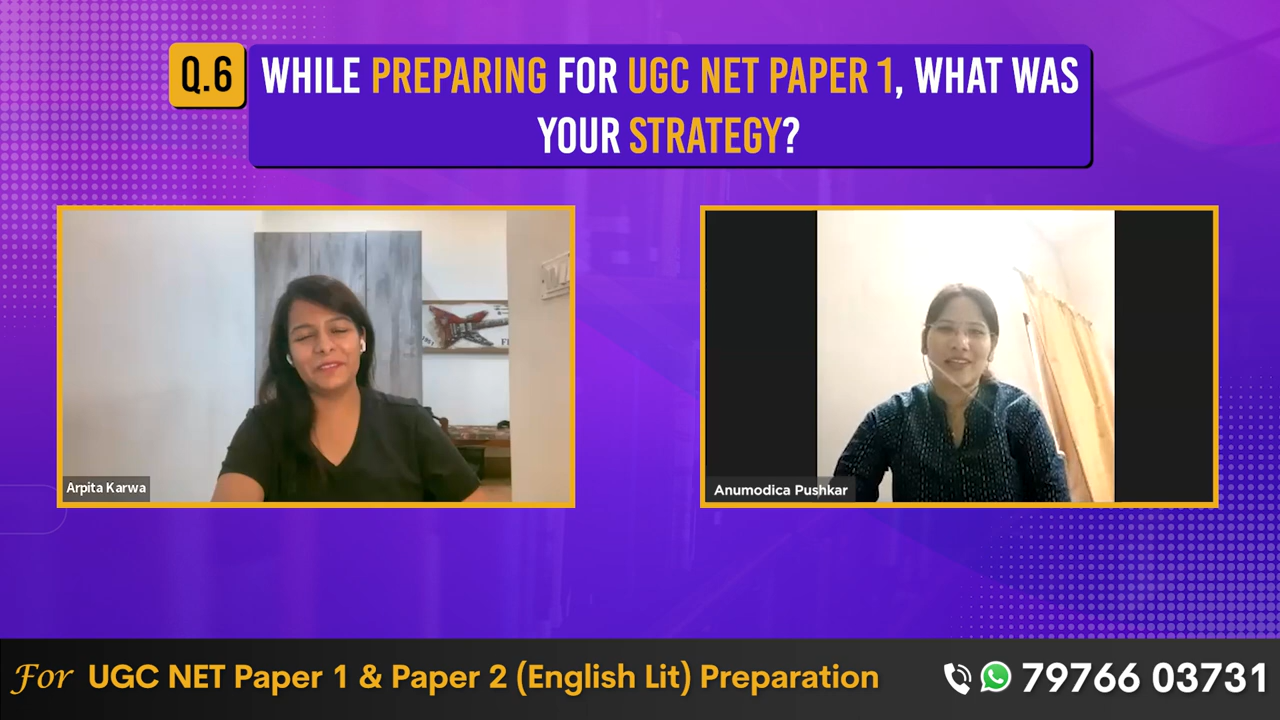 Q.6
WHILE PREPARING FOR UGC NET PAPER 1, WHAT WAS
YOUR STRATEGY?
Arpita Karwa
Anumodica Pushkar
For UGC NET Paper 1 & Paper 2 (English Lit) Preparation
79766 03731